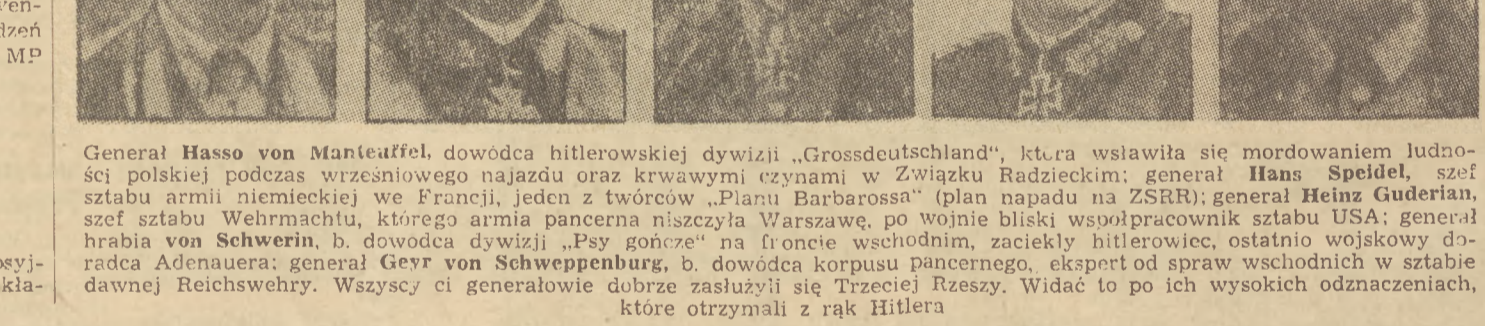 ren-
dzeń
MP
Generał Hasso von Manteuffel, dowódca hitlerowskiej dywizji „Grossdeutschland“, która wsławiła się mordowaniem ludno-
ści polskiej podczas wrześniowego najazdu oraz krwawymi czynami w Związku Radzieckim; generał Hans Speidel, szef
sztabu armii niemieckiej we Francji, jeden z twórców „Planu Barbarossa“ (plan napadu na ZSRR); generał Heinz Guderian,
szef sztabu Wehrmachtu, którego armia pancerna niszczyła Warszawę, po wojnie bliski współpracownik sztabu USA; generał
hrabia von Schwerin, b. dowódca dywizji „Psy gończe“ na froncie wschodnim, zaciekły hitlerowiec, ostatnio wojskowy do-
radca Adenauera; generał Geyr von Schweppenburg, b. dowódca korpusu pancernego, ekspert od spraw wschodnich w sztabie
dawnej Reichswehry. Wszyscy ci generałowie dobrze zasłużyli się Trzeciej Rzeszy. Widać to po ich wysokich odznaczeniach,
które otrzymali z rąk Hitlera
osyj-
kła-